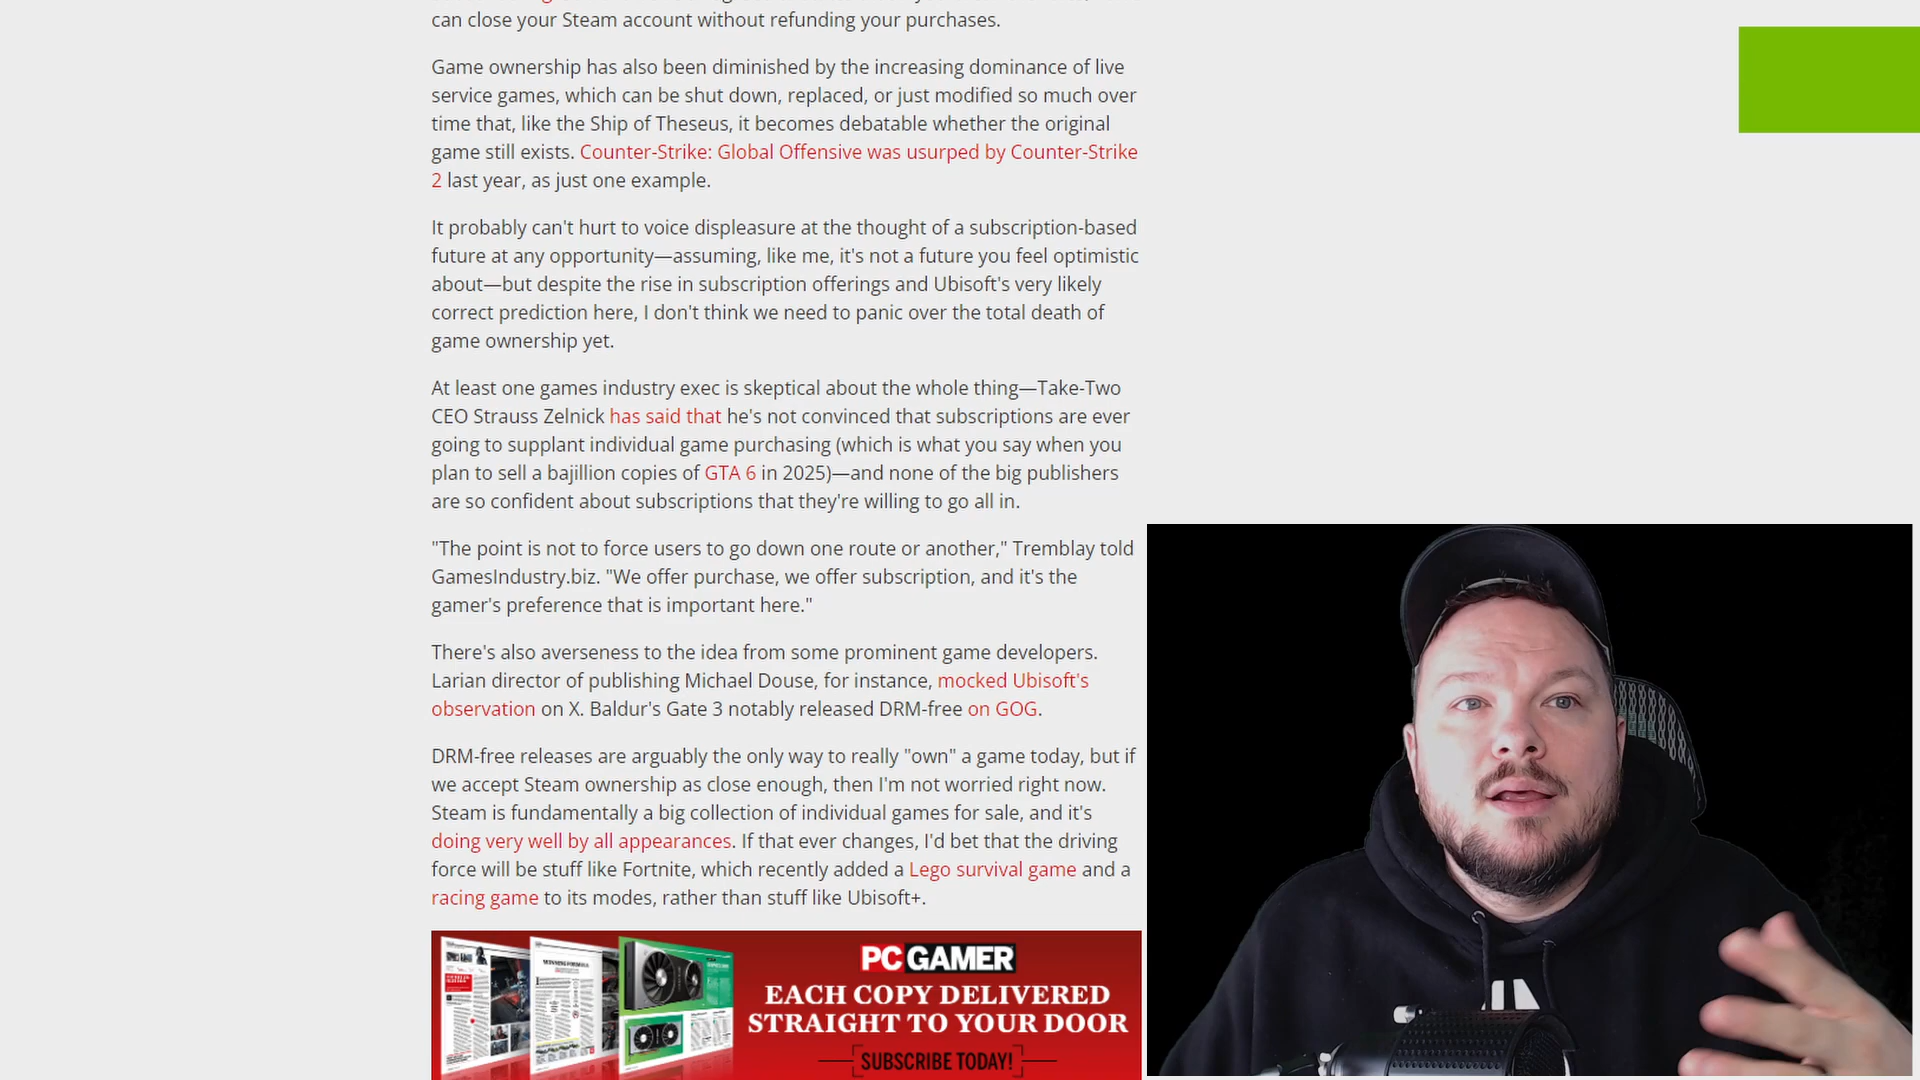 can close your Steam account without refunding your purchases.
Game ownership has also been diminished by the increasing dominance of live
service games, which can be shut down, replaced, or just modified so much over
time that, like the Ship of Theseus, it becomes debatable whether the original
game still exists. Counter-Strike: Global Offensive was usurped by Counter-Strike
2 last year, as just one example.
It probably can't hurt to voice displeasure at the thought of a subscription-based
future at any opportunity—assuming, like me, it's not a future you feel optimistic
about—but despite the rise in subscription offerings and Ubisoft's very likely
correct prediction here, I don't think we need to panic over the total death of
game ownership yet.
At least one games industry exec is skeptical about the whole thing—Take-Two
CEO Strauss Zelnick has said that he's not convinced that subscriptions are ever
going to supplant individual game purchasing (which is what you say when you
plan to sell a bajillion copies of GTA 6 in 2025)—and none of the big publishers
are so confident about subscriptions that they're willing to go all in.
"The point is not to force users to go down one route or another," Tremblay told
GamesIndustry.biz. "We offer purchase, we offer subscription, and it's the
gamer's preference that is important here."
There's also averseness to the idea from some prominent game developers.
Larian director of publishing Michael Douse, for instance, mocked Ubisoft's
observation on X. Baldur's Gate 3 notably released DRM-free on GOG.
DRM-free releases are arguably the only way to really "own" a game today, but if
we accept Steam ownership as close enough, then I'm not worried right now.
Steam is fundamentally a big collection of individual games for sale, and it's
doing very well by all appearances. If that ever changes, I'd bet that the driving
force will be stuff like Fortnite, which recently added a Lego survival game and a
racing game to its modes, rather than stuff like Ubisoft+.
PC GAMER
EACH COPY DELIVERED
STRAIGHT TO YOUR DOOR
SUBSCRIBE TODAY!